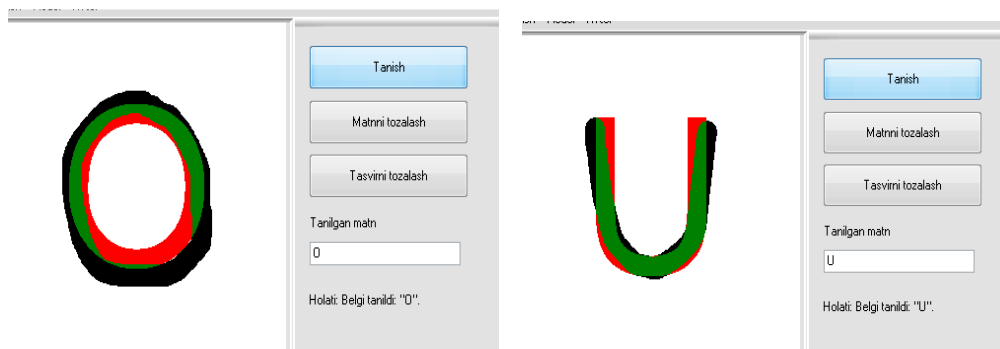 Tanish
Matnni tozalash
Tasvirni tozalash
Tanilgan matn
O
Holati: Belgi tanildi: "O".
Tanish
Matnni tozalash
Tasvirni tozalash
Tanilgan matn
U
Holati: Belgi tanildi: "U".